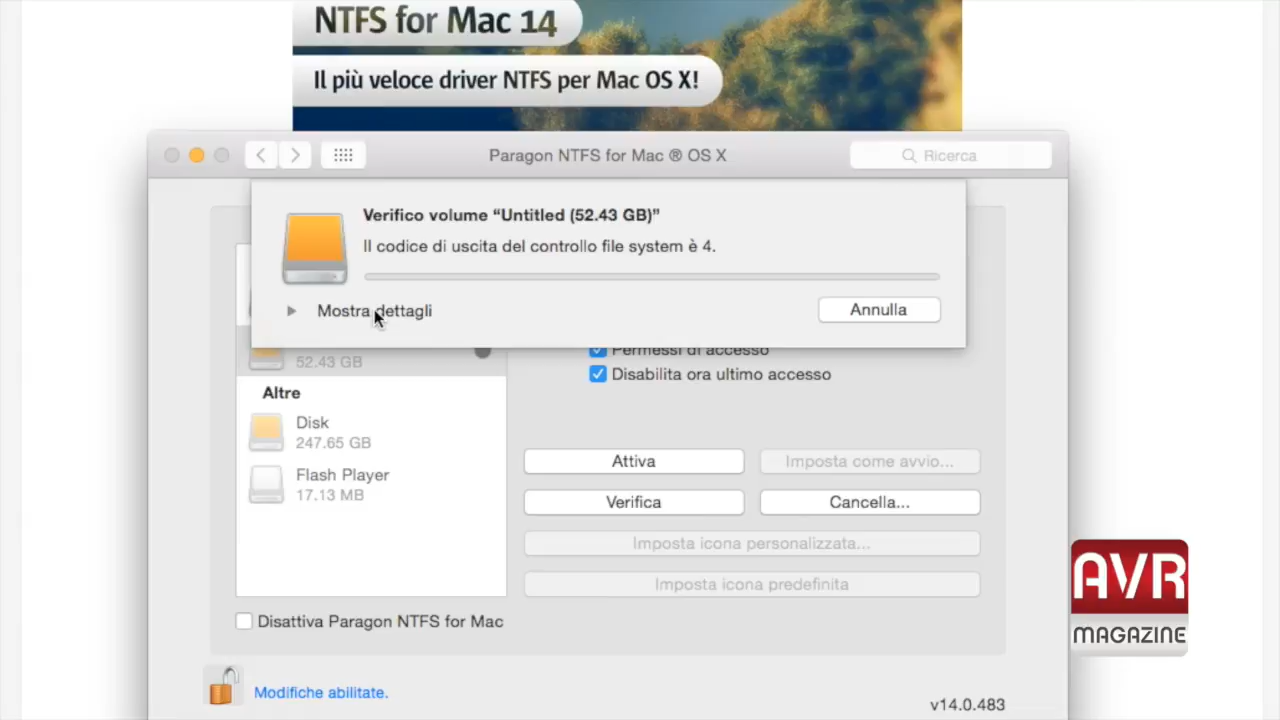 NTFS for Mac 14
Il più veloce driver NTFS per Mac OS X!
Paragon NTFS for Mac ® OS X
Ricerca
Verifico volume “Untitled (52.43 GB)”
Il codice di uscita del controllo file system è 4.
Mostra dettagli
Annulla
Permessi di accesso
52.43 GB
Disabilita ora ultimo accesso
Altre
Disk
247.65 GB
Flash Player
17.13 MB
Attiva
Imposta come avvio...
Verifica
Cancella...
Imposta icona personalizzata...
Imposta icona predefinita
Disattiva Paragon NTFS for Mac
Modifiche abilitate.
v14.0.483
AVR
MAGAZINE